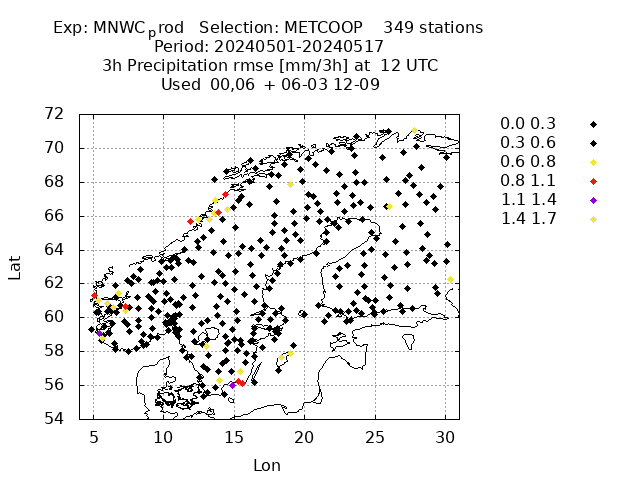 Exp: MNWCprod Selection: METCOOP 349 stations
Period: 20240501-20240517
3h Precipitation rmse [mm/3h] at 12 UTC
Used 00,06 + 06-03 12-09
72
70
68
66
64
62
60
58
56
54
Lat
5 10 15 20 25 30
Lon
0.0 0.3
0.3 0.6
0.6 0.8
0.8 1.1
1.1 1.4
1.4 1.7